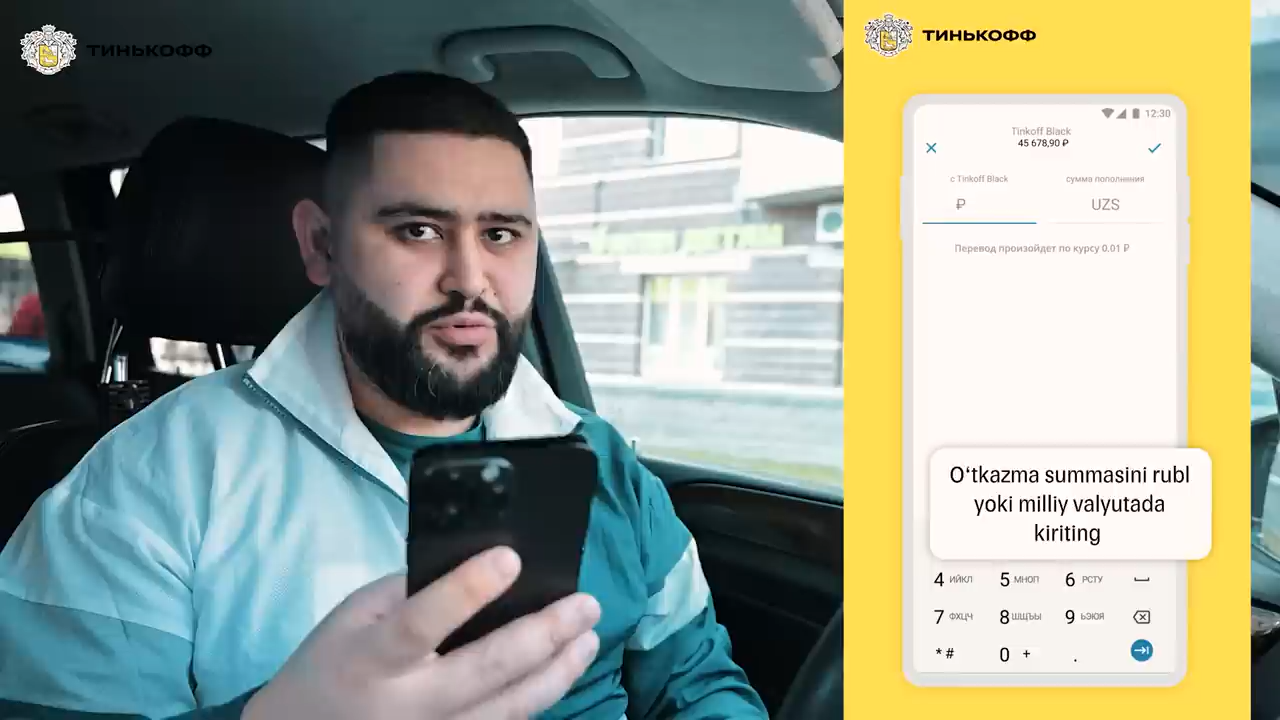 ТИНЬКОФФ
ТИНЬКОФФ
12:30
Tinkoff Black
45 678,90 ₽
с Tinkoff Black
сумма пополнения
₽
UZS
Перевод произойдет по курсу 0.01 ₽
Oʻtkazma summasini rubl
yoki milliy valyutada
kiriting
4 ИЙКЛ 5 МНОП 6 РСТУ
7 ФХЦЧ 8 ШЩЪЫ 9 ЬЭЮЯ
* # 0 + .